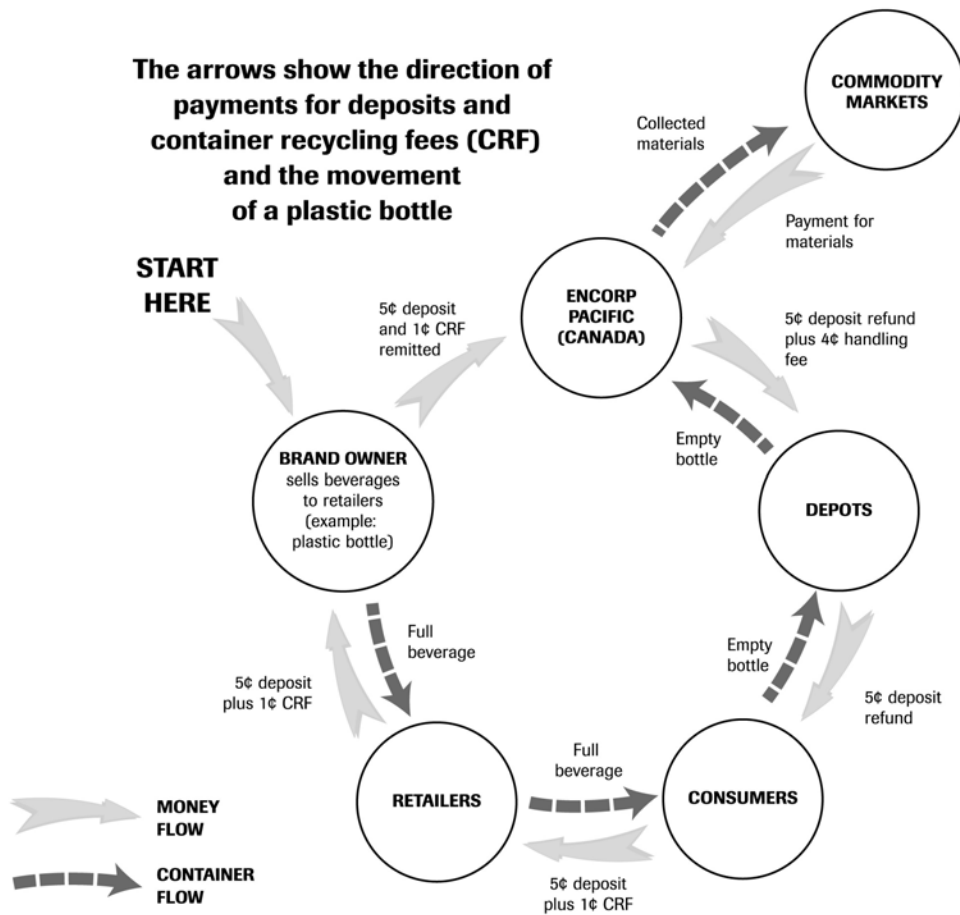 The arrows show the direction of
payments for deposits and
container recycling fees (CRF)
and the movement
of a plastic bottle
COMMODITY
MARKETS
Collected
materials
Payment for
materials
START
HERE
ENCORP
PACIFIC
(CANADA)
5¢ deposit
and 1¢ CRF
remitted
5¢ deposit refund
plus 4¢ handling
fee
Empty
bottle
BRAND OWNER
sells beverages
to retailers
(example:
plastic bottle)
DEPOTS
Full
beverage
Empty
bottle
5¢ deposit
plus 1¢ CRF
5¢ deposit
refund
RETAILERS
Full
beverage
CONSUMERS
5¢ deposit
plus 1¢ CRF
MONEY
FLOW
CONTAINER
FLOW